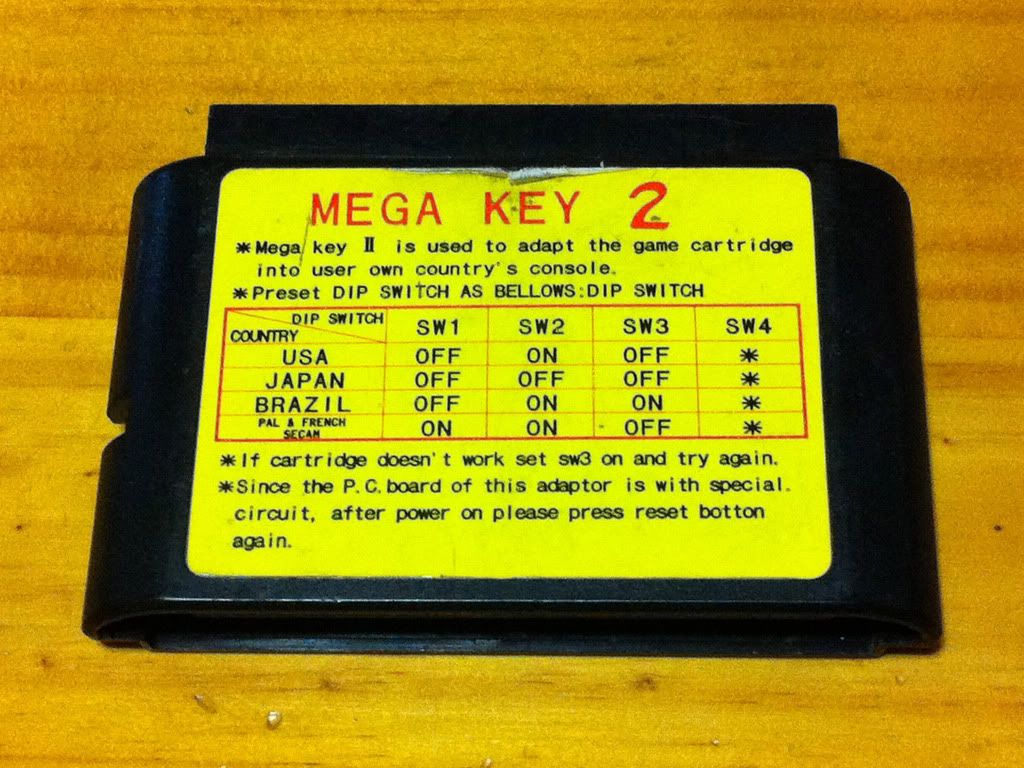 MEGA KEY 2
*Mega key II is used to adapt the game cartridge
into user own country's console.
*Preset DIP SWITCH AS BELLOWS:DIP SWITCH
DIP SWITCH
COUNTRY SW1 SW2 SW3 SW4
USA OFF ON OFF *
JAPAN OFF OFF OFF *
BRAZIL OFF ON ON *
PAL & FRENCH
SECAM ON ON OFF *
*If cartridge doesn't work set sw3 on and try again.
*Since the P.C.board of this adaptor is with special.
circuit, after power on please press reset botton
again.